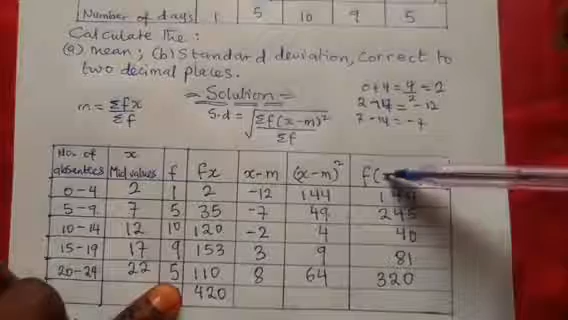 Number of days 1 5 10 9 5
Calculate the:
(a) mean; (b) Standard deviation, correct to
two decimal places.
Solution
0+4=4/2=2
2-14=-12
7-14=-7
m = Σfx/Σf
S.d = √Σf(x-m)²/Σf
No. of absentees x Mid values f Fx x-m (x-m)² f(
0-4 2 1 2 -12 144 144
5-9 7 5 35 -7 49 245
10-14 12 10 120 -2 4 40
15-19 17 9 153 3 9 81
20-24 22 5 110 8 64 320
420